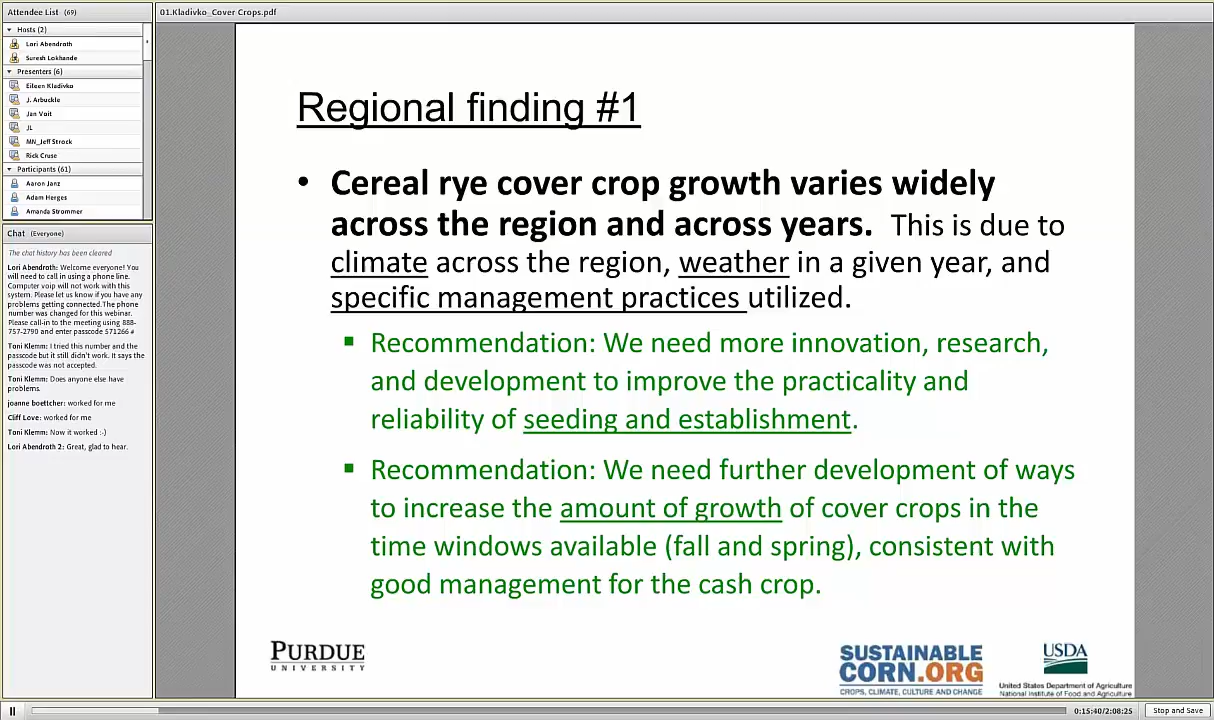 Attendee List (69)
Hosts (2)
Lori Abendroth
Suresh Lokhande
Presenters (6)
Eileen Kladivko
J. Arbuckle
Jan Voit
JL
MN_Jeff Strock
Rick Cruse
Participants (61)
Aaron Janz
Adam Herges
Amanda Strommer
Chat (Everyone)
The chat history has been cleared
Lori Abendroth: Welcome everyone! You
will need to call in using a phone line.
Computer voip will not work with this
system. Please let us know if you have any
problems getting connected.The phone
number was changed for this webinar.
Please call-in to the meeting using 888-
757-2790 and enter passcode 571266 #
Toni Klemm: I tried this number and the
passcode but it still didn't work. It says the
passcode was not accepted.
Toni Klemm: Does anyone else have
problems.
joanne boettcher: worked for me
Cliff Love: worked for me
Toni Klemm: Now it worked :-)
Lori Abendroth 2: Great, glad to hear.
01.Kladivko_Cover Crops.pdf
Regional finding #1
• Cereal rye cover crop growth varies widely
across the region and across years. This is due to
climate across the region, weather in a given year, and
specific management practices utilized.
▪ Recommendation: We need more innovation, research,
and development to improve the practicality and
reliability of seeding and establishment.
▪ Recommendation: We need further development of ways
to increase the amount of growth of cover crops in the
time windows available (fall and spring), consistent with
good management for the cash crop.
PURDUE
UNIVERSITY
SUSTAINABLE
CORN.ORG
CROPS, CLIMATE, CULTURE AND CHANGE
USDA
United States Department of Agriculture
National Institute of Food and Agriculture
0:15:40/2:08:25
Stop and Save